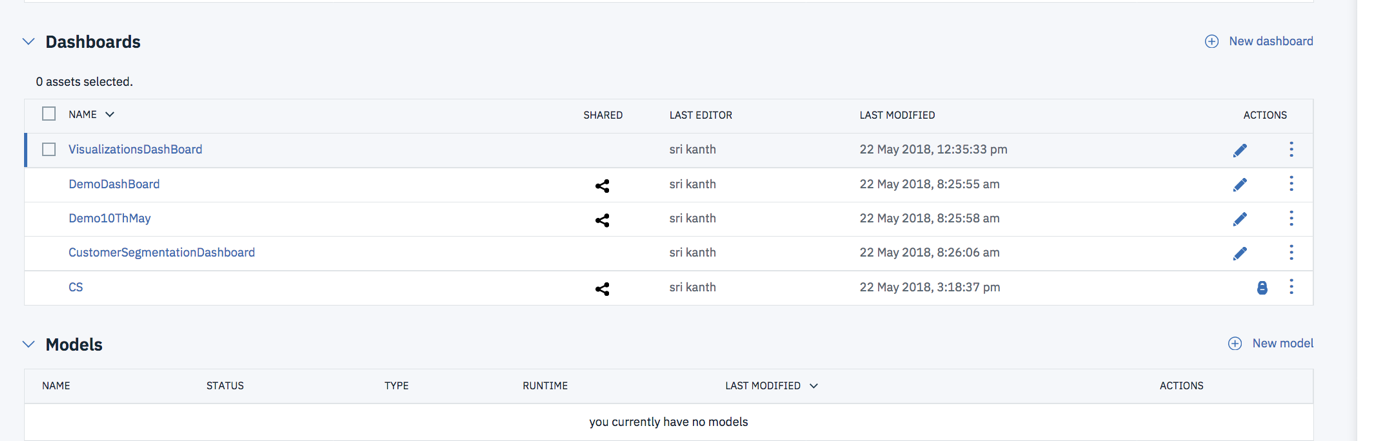 Dashboards New dashboard
0 assets selected.
NAME SHARED LAST EDITOR LAST MODIFIED ACTIONS
VisualizationsDashBoard sri kanth 22 May 2018, 12:35:33 pm
DemoDashBoard sri kanth 22 May 2018, 8:25:55 am
Demo10ThMay sri kanth 22 May 2018, 8:25:58 am
CustomerSegmentationDashboard sri kanth 22 May 2018, 8:26:06 am
CS sri kanth 22 May 2018, 3:18:37 pm
Models New model
NAME STATUS TYPE RUNTIME LAST MODIFIED ACTIONS
you currently have no models